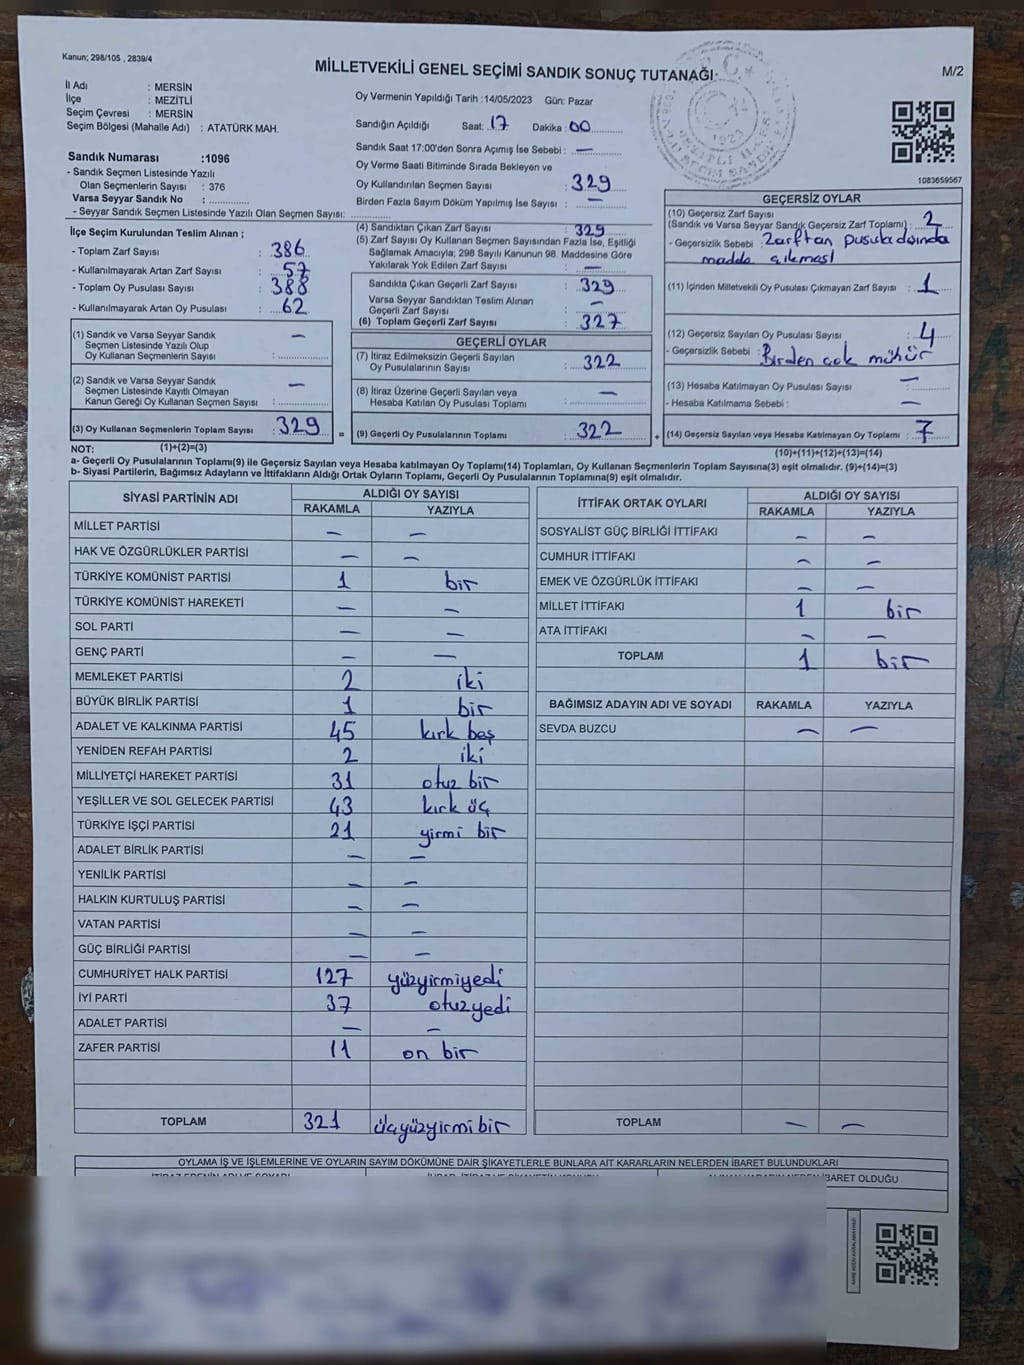 Kanun; 298/105 , 2839/4
MİLLETVEKİLİ GENEL SEÇİMİ SANDIK SONUÇ TUTANAĞI
M/2
İl Adı : MERSİN
İlçe : MEZİTLİ
Seçim Çevresi : MERSİN
Seçim Bölgesi (Mahalle Adı) : ATATÜRK MAH.
Sandık Numarası :1096
- Sandık Seçmen Listesinde Yazılı
Olan Seçmenlerin Sayısı : 376
Varsa Seyyar Sandık No :
- Seyyar Sandık Seçmen Listesinde Yazılı Olan Seçmen Sayısı:
İlçe Seçim Kurulundan Teslim Alınan ;
- Toplam Zarf Sayısı : 386
- Kullanılmayarak Artan Zarf Sayısı : 57
- Toplam Oy Pusulası Sayısı : 388
- Kullanılmayarak Artan Oy Pusulası : 62
(1) Sandık ve Varsa Seyyar Sandık
Seçmen Listesinde Yazılı Olup
Oy Kullanan Seçmenlerin Sayısı : —
(2) Sandık ve Varsa Seyyar Sandık
Seçmen Listesinde Kayıtlı Olmayan
Kanun Gereği Oy Kullanan Seçmen Sayısı : —
(3) Oy Kullanan Seçmenlerin Toplam Sayısı : 329
Oy Vermenin Yapıldığı Tarih :14/05/2023 Gün: Pazar
Sandığın Açıldığı Saat: 17 Dakika : 00
Sandık Saat 17:00'den Sonra Açımış İse Sebebi : —
Oy Verme Saati Bitiminde Sırada Bekleyen ve
Oy Kullandırılan Seçmen Sayısı : 329
Birden Fazla Sayım Döküm Yapılmış İse Sayısı : —
(4) Sandıktan Çıkan Zarf Sayısı : 329
(5) Zarf Sayısı Oy Kullanan Seçmen Sayısından Fazla İse, Eşitliği
Sağlamak Amacıyla; 298 Sayılı Kanunun 98. Maddesine Göre
Yakılarak Yok Edilen Zarf Sayısı : —
Sandıkta Çıkan Geçerli Zarf Sayısı : 329
Varsa Seyyar Sandıktan Teslim Alınan
Geçerli Zarf Sayısı : —
(6) Toplam Geçerli Zarf Sayısı : 327
GEÇERLİ OYLAR
(7) İtiraz Edilmeksizin Geçerli Sayılan
Oy Pusulalarının Sayısı : 322
(8) İtiraz Üzerine Geçerli Sayılan veya
Hesaba Katılan Oy Pusulası Toplamı : —
= (9) Geçerli Oy Pusulalarının Toplamı : 322
1083659567
GEÇERSİZ OYLAR
(10) Geçersiz Zarf Sayısı
(Sandık ve Varsa Seyyar Sandık Geçersiz Zarf Toplamı) : 2
- Geçersizlik Sebebi : Zarftan pusula dışında
madde çıkması
(11) İçinden Milletvekili Oy Pusulası Çıkmayan Zarf Sayısı : 1
(12) Geçersiz Sayılan Oy Pusulası Sayısı : 4
- Geçersizlik Sebebi : Birden çok mühür
(13) Hesaba Katılmayan Oy Pusulası Sayısı : —
- Hesaba Katılmama Sebebi : —
+ (14) Geçersiz Sayılan veya Hesaba Katılmayan Oy Toplamı : 7
NOT: (1)+(2)=(3)
(10)+(11)+(12)+(13)=(14)
a- Geçerli Oy Pusulalarının Toplamı(9) ile Geçersiz Sayılan veya Hesaba katılmayan Oy Toplamı(14) Toplamları, Oy Kullanan Seçmenlerin Toplam Sayısına(3) eşit olmalıdır. (9)+(14)=(3)
b- Siyasi Partilerin, Bağımsız Adayların ve İttifakların Aldığı Ortak Oyların Toplamı, Geçerli Oy Pusulalarının Toplamına(9) eşit olmalıdır.
SİYASİ PARTİNİN ADI ALDIĞI OY SAYISI
RAKAMLA YAZIYLA
MİLLET PARTİSİ — —
HAK VE ÖZGÜRLÜKLER PARTİSİ — —
TÜRKİYE KOMÜNİST PARTİSİ 1 bir
TÜRKİYE KOMÜNİST HAREKETİ — —
SOL PARTİ — —
GENÇ PARTİ — —
MEMLEKET PARTİSİ 2 iki
BÜYÜK BİRLİK PARTİSİ 1 bir
ADALET VE KALKINMA PARTİSİ 45 kırk beş
YENİDEN REFAH PARTİSİ 2 iki
MİLLİYETÇİ HAREKET PARTİSİ 31 otuz bir
YEŞİLLER VE SOL GELECEK PARTİSİ 43 kırk üç
TÜRKİYE İŞÇİ PARTİSİ 21 yirmi bir
ADALET BİRLİK PARTİSİ — —
YENİLİK PARTİSİ — —
HALKIN KURTULUŞ PARTİSİ — —
VATAN PARTİSİ — —
GÜÇ BİRLİĞİ PARTİSİ — —
CUMHURİYET HALK PARTİSİ 127 yüzyirmiyedi
İYİ PARTİ 37 otuzyedi
ADALET PARTİSİ — —
ZAFER PARTİSİ 11 on bir
TOPLAM 321 üçyüzyirmi bir
İTTİFAK ORTAK OYLARI ALDIĞI OY SAYISI
RAKAMLA YAZIYLA
SOSYALİST GÜÇ BİRLİĞİ İTTİFAKI — —
CUMHUR İTTİFAKI — —
EMEK VE ÖZGÜRLÜK İTTİFAKI — —
MİLLET İTTİFAKI 1 bir
ATA İTTİFAKI — —
TOPLAM 1 bir
BAĞIMSIZ ADAYIN ADI VE SOYADI RAKAMLA YAZIYLA
SEVDA BUZCU — —
TOPLAM — —
OYLAMA İŞ VE İŞLEMLERİNE VE OYLARIN SAYIM DÖKÜMÜNE DAİR ŞİKAYETLERLE BUNLARA AİT KARARLARIN NELERDEN İBARET BULUNDUKLARI
İBARET OLDUĞU